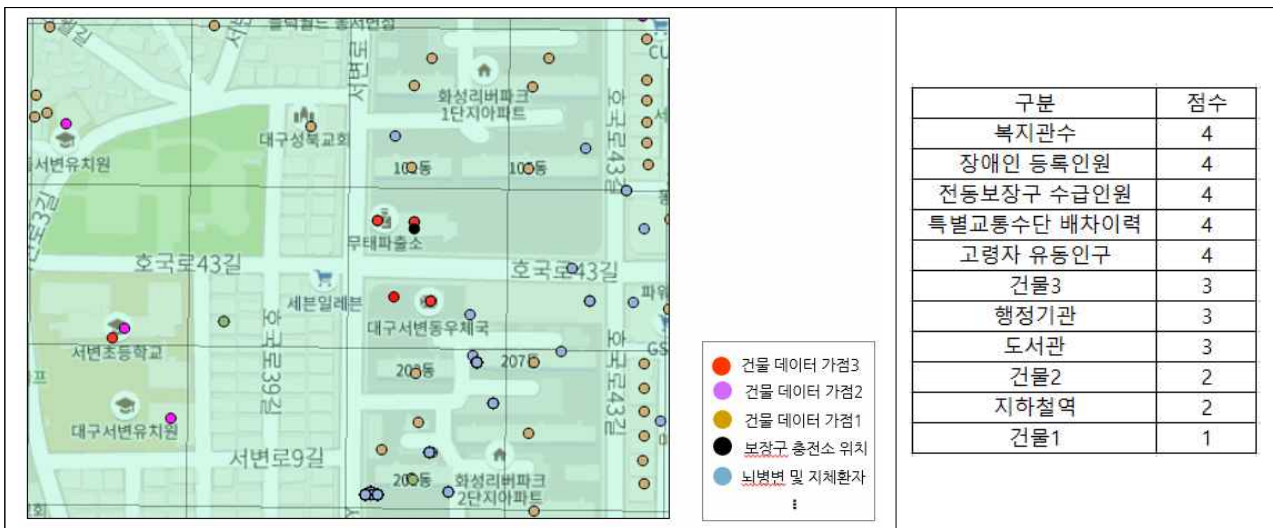 블럭월드 동서변점
서변로
CU
화성리버파크
1단지아파트
호국로43길
대구성북교회
동서변유치원
102동
105동
무태파출소
호국로43길
호국로43길
세븐일레븐
파워
대구서변동우체국
서변초등학교
호국로39길
207동
GS
203동
호국로43길
대구서변유치원
서변로9길
화성리버파크
2단지아파트
건물 데이터 가점3
건물 데이터 가점2
건물 데이터 가점1
보장구 충전소 위치
뇌병변 및 지체환자
⋮
구분 점수
복지관수 4
장애인 등록인원 4
전동보장구 수급인원 4
특별교통수단 배차이력 4
고령자 유동인구 4
건물3 3
행정기관 3
도서관 3
건물2 2
지하철역 2
건물1 1